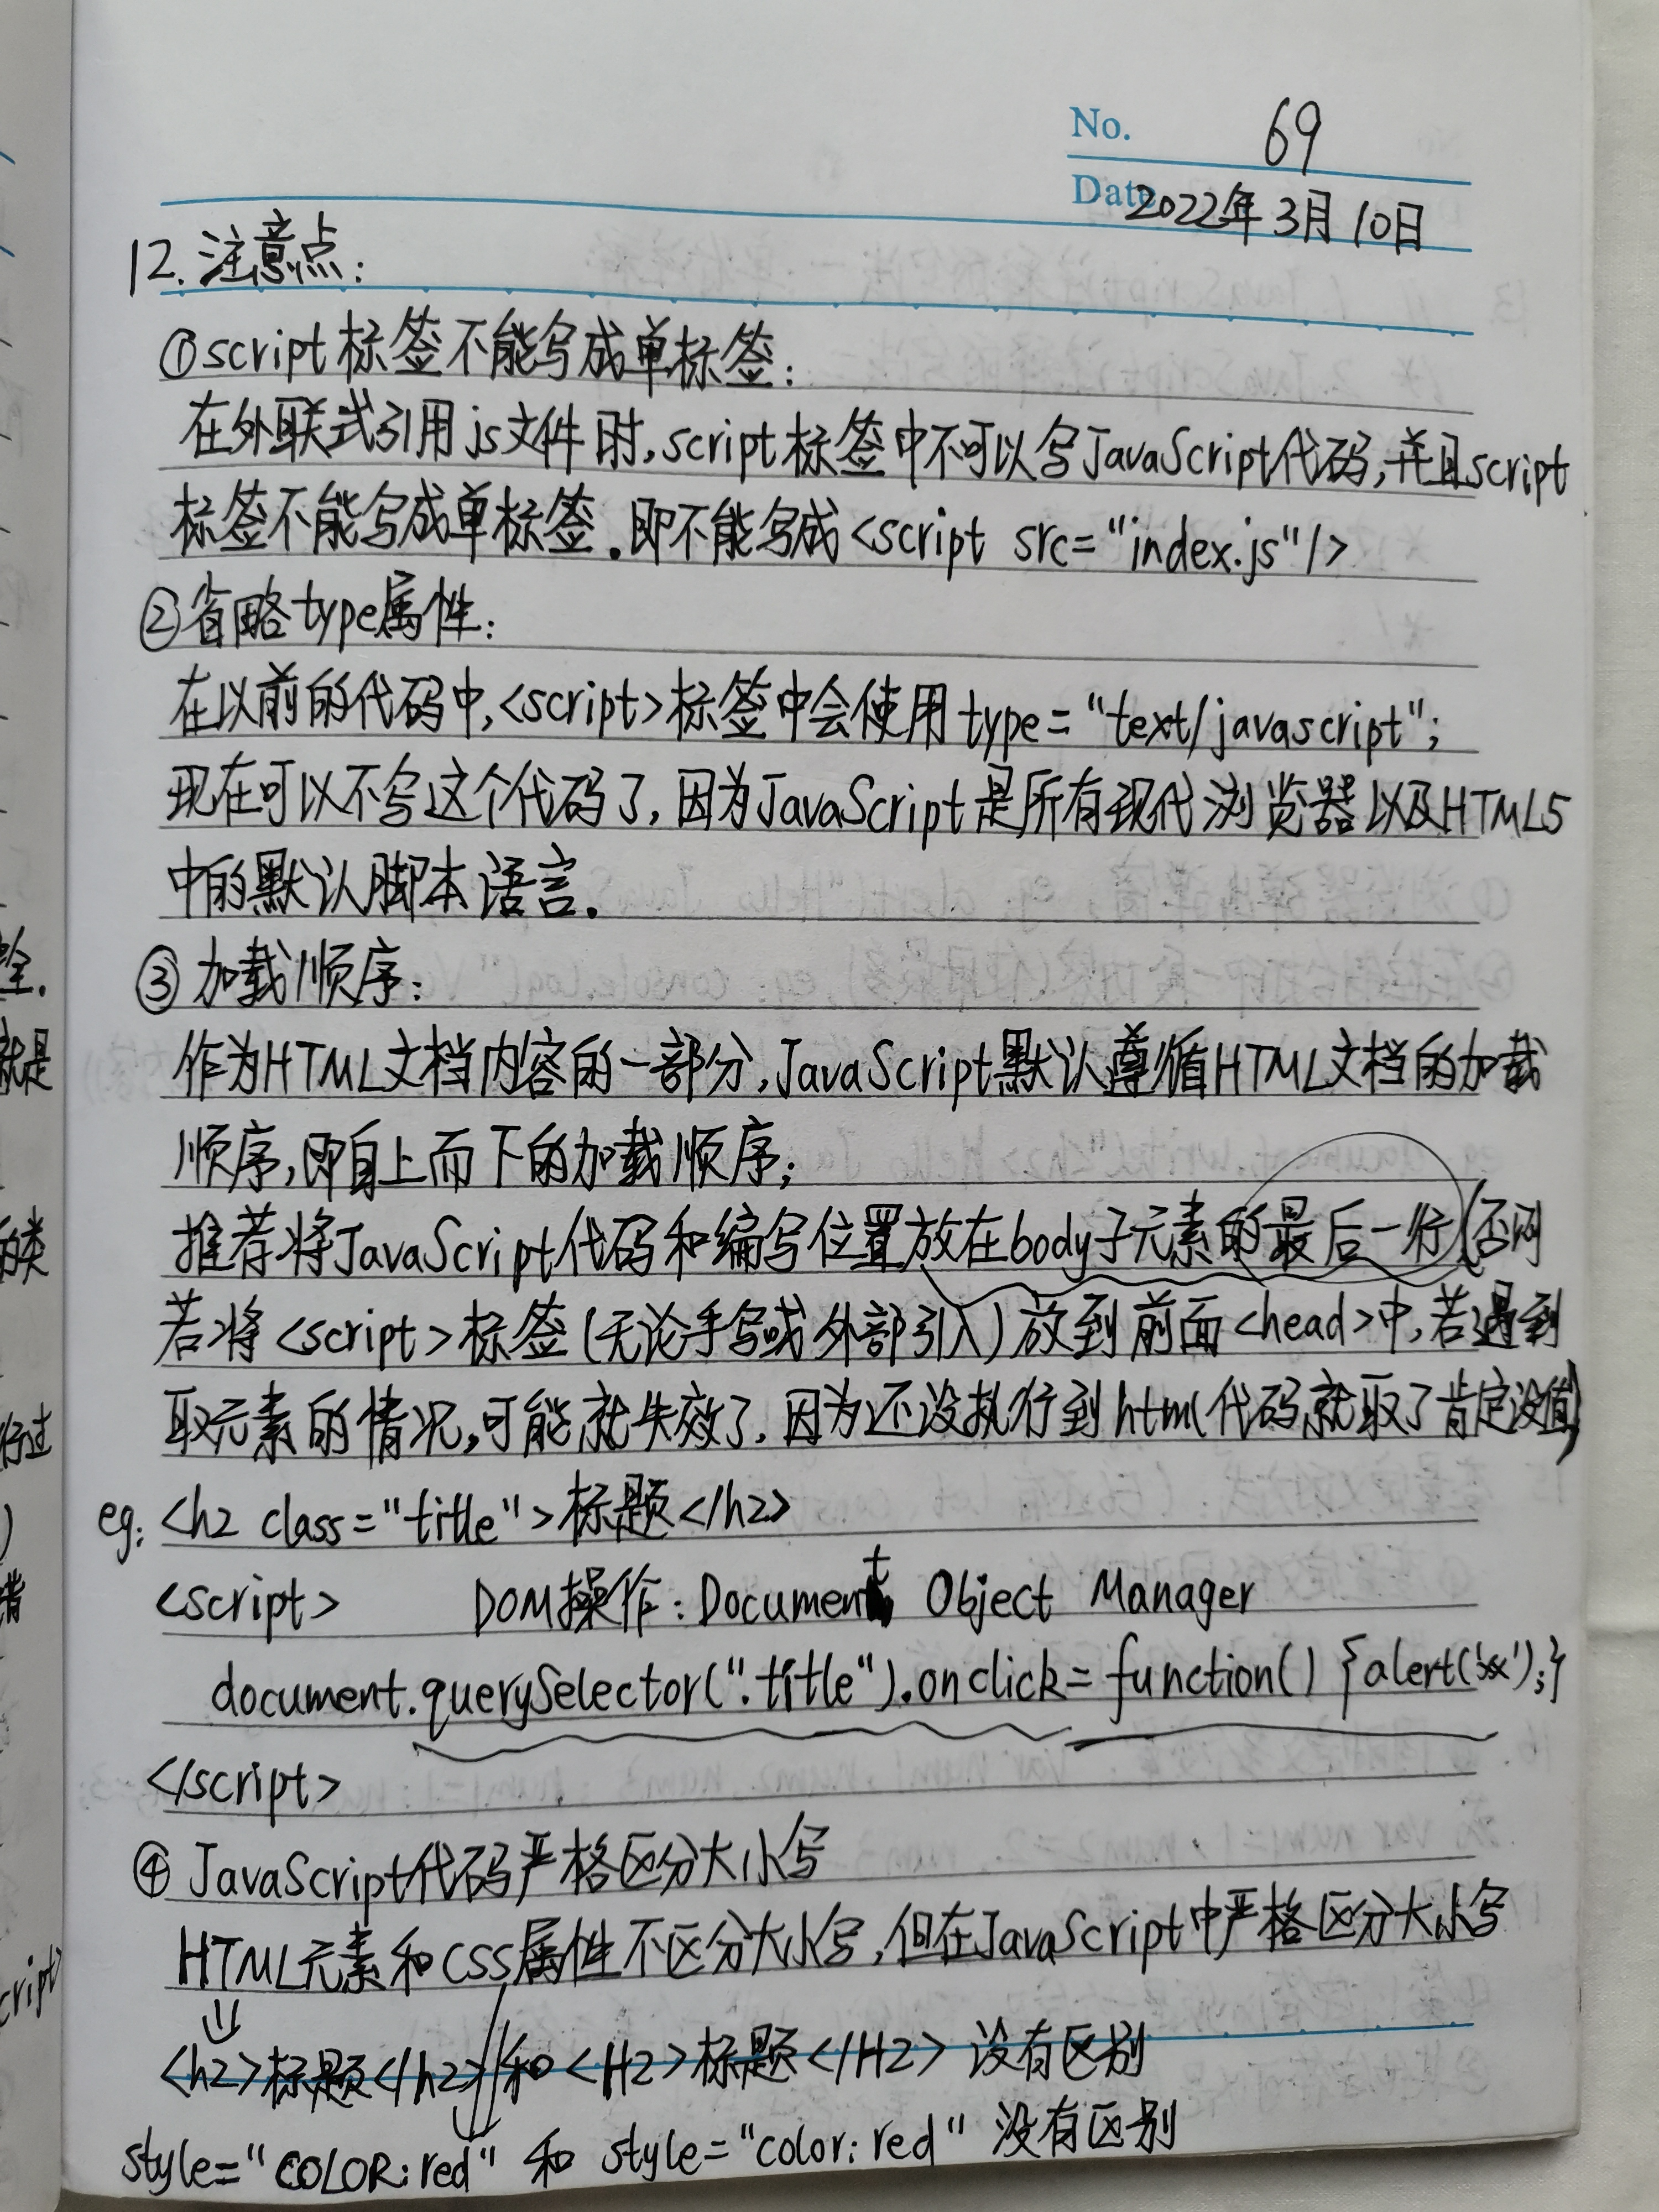 No. 69
Date 2022年3月10日
12.注意点:
①script标签不能写成单标签:
在外联式引用js文件时,script标签中不可以写JavaScript代码,并且script
标签不能写成单标签.即不能写成<script src="index.js"/>
②省略type属性:
在以前的代码中,<script>标签中会使用type="text/javascript";
现在可以不写这个代码了,因为JavaScript是所有现代浏览器以及HTML5
中的默认脚本语言.
③加载顺序:
作为HTML文档内容的一部分,JavaScript默认遵循HTML文档的加载
顺序,即自上而下的加载顺序;
推荐将JavaScript代码和编写位置放在body子元素的最后一行(否则
若将<script>标签(无论手写或外部引入)放到前面<head>中,若遇到
取元素的情况,可能就失效了,因为还没执行到html代码就取了肯定没值)
eg: <h2 class="title">标题</h2>
<script> DOM操作:Document Object Manager
document.querySelector(".title").onclick=function() {alert('xx');}
</script>
④JavaScript代码严格区分大小写
HTML元素和CSS属性不区分大小写,但在JavaScript中严格区分大小写
<h2>标题</h2>和<H2>标题</H2> 没有区别
style="COLOR:red" 和 style="color:red" 没有区别
全.
就是
的类
行过
)
script